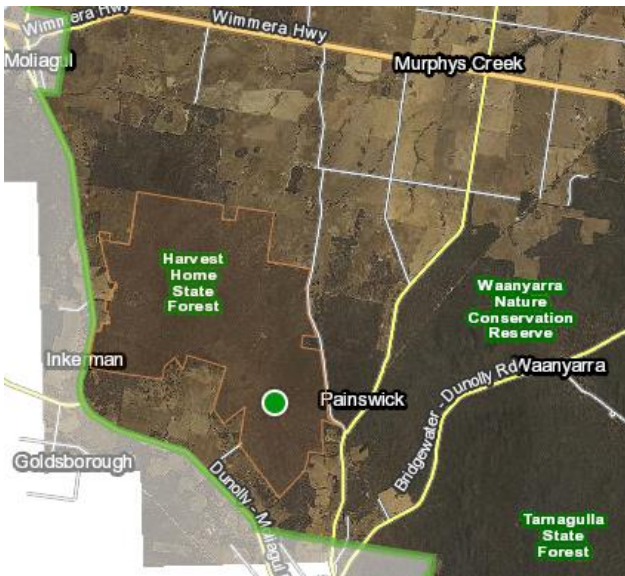 Wimmera Hwy
Wimmera Hwy
Moliagul
Murphys Creek
Harvest
Home
State
Forest
Waanyarra
Nature
Conservation
Reserve
Inkerman
Waanyarra
Painswick
Bridgewater - Dunolly Rd
Goldsborough
Dunolly -
Tarnagulla
State
Forest